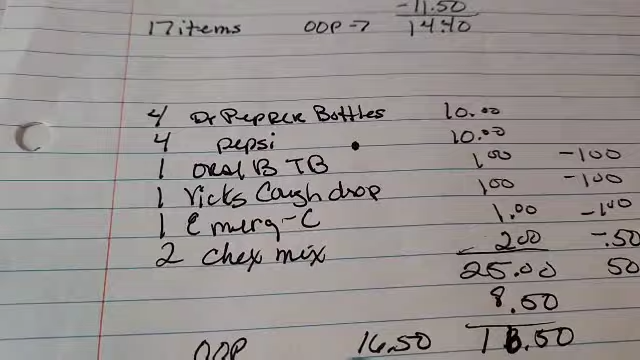 -11.50
17 items OOP → 14.40
4 Dr Pepper Bottles 10.00
4 pepsi 10.00
1 oral B TB 1.00 -1.00
1 Vicks Cough drop 1.00 -1.00
1 Emerg-C 1.00 -1.00
2 chex mix 2.00 -.50
25.00 50
8.50
OOP 16.50 16.50